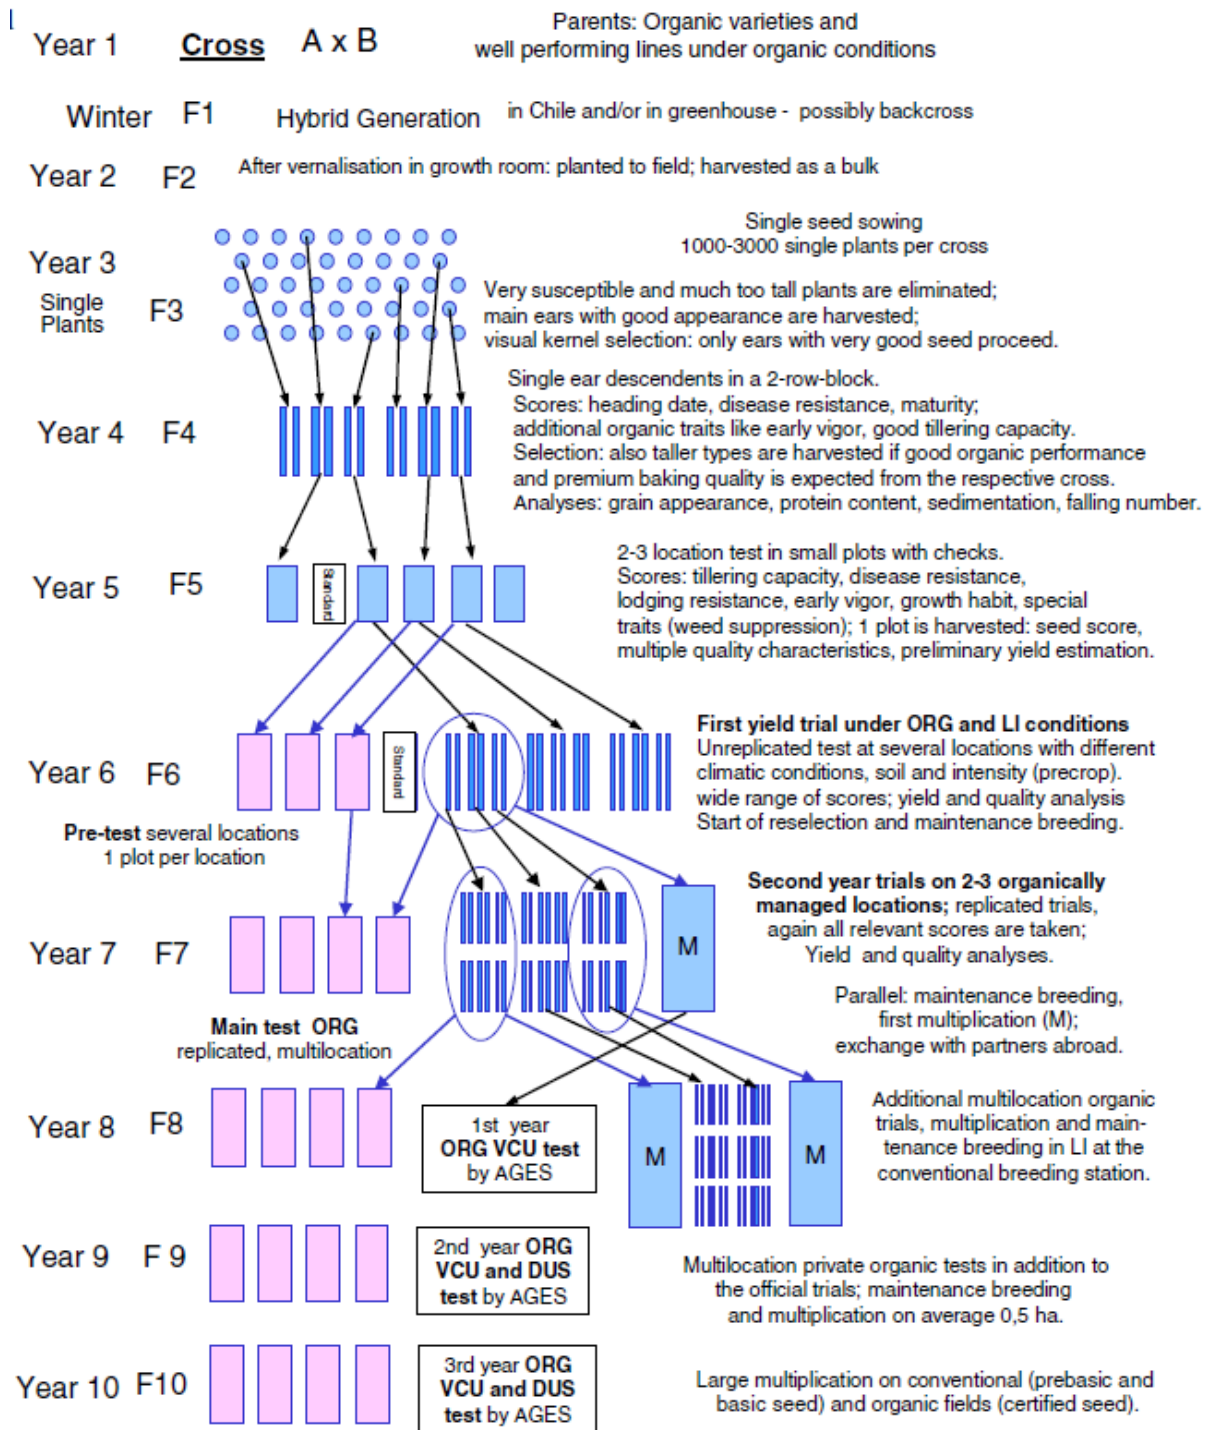 Year 1 Cross A x B
Parents: Organic varieties and
well performing lines under organic conditions
Winter F1 Hybrid Generation in Chile and/or in greenhouse - possibly backcross
Year 2 F2 After vernalisation in growth room: planted to field; harvested as a bulk
Single seed sowing
1000-3000 single plants per cross
Year 3
Single
Plants
F3
Very susceptible and much too tall plants are eliminated;
main ears with good appearance are harvested;
visual kernel selection: only ears with very good seed proceed.
Year 4 F4
Single ear descendents in a 2-row-block.
Scores: heading date, disease resistance, maturity;
additional organic traits like early vigor, good tillering capacity.
Selection: also taller types are harvested if good organic performance
and premium baking quality is expected from the respective cross.
Analyses: grain appearance, protein content, sedimentation, falling number.
Year 5 F5
Standard
2-3 location test in small plots with checks.
Scores: tillering capacity, disease resistance,
lodging resistance, early vigor, growth habit, special
traits (weed suppression); 1 plot is harvested: seed score,
multiple quality characteristics, preliminary yield estimation.
Year 6 F6
Standard
First yield trial under ORG and LI conditions
Unreplicated test at several locations with different
climatic conditions, soil and intensity (precrop).
wide range of scores; yield and quality analysis
Start of reselection and maintenance breeding.
Pre-test several locations
1 plot per location
Year 7 F7
M
Second year trials on 2-3 organically
managed locations; replicated trials,
again all relevant scores are taken;
Yield and quality analyses.
Parallel: maintenance breeding,
first multiplication (M);
exchange with partners abroad.
Main test ORG
replicated, multilocation
Year 8 F8
1st year
ORG VCU test
by AGES
M
M
Additional multilocation organic
trials, multiplication and main-
tenance breeding in LI at the
conventional breeding station.
Year 9 F 9
2nd year ORG
VCU and DUS
test by AGES
Multilocation private organic tests in addition to
the official trials; maintenance breeding
and multiplication on average 0,5 ha.
Year 10 F10
3rd year ORG
VCU and DUS
test by AGES
Large multiplication on conventional (prebasic and
basic seed) and organic fields (certified seed).